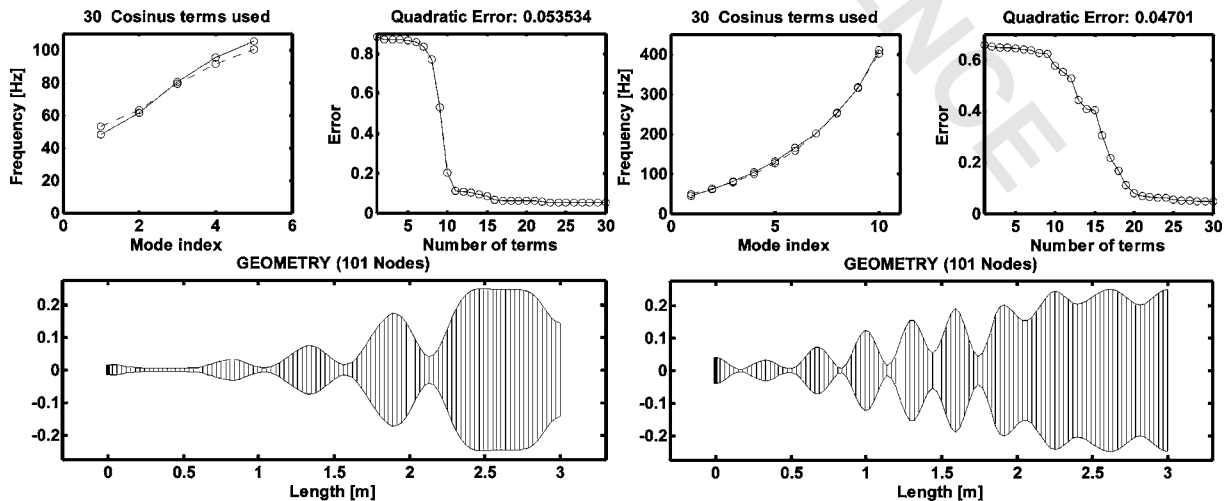 30 Cosinus terms used
Quadratic Error: 0.053534
100
80
60
40
20
0
Frequency [Hz]
0 2 4 6
Mode index
0.8
0.6
0.4
0.2
0
Error
5 10 15 20 25 30
Number of terms
GEOMETRY (101 Nodes)
0.2
0.1
0
-0.1
-0.2
0 0.5 1 1.5 2 2.5 3
Length [m]
30 Cosinus terms used
Quadratic Error: 0.04701
400
300
200
100
0
Frequency [Hz]
0 5 10
Mode index
0.6
0.4
0.2
0
Error
5 10 15 20 25 30
Number of terms
GEOMETRY (101 Nodes)
0.2
0.1
0
-0.1
-0.2
0 0.5 1 1.5 2 2.5 3
Length [m]
ENCE